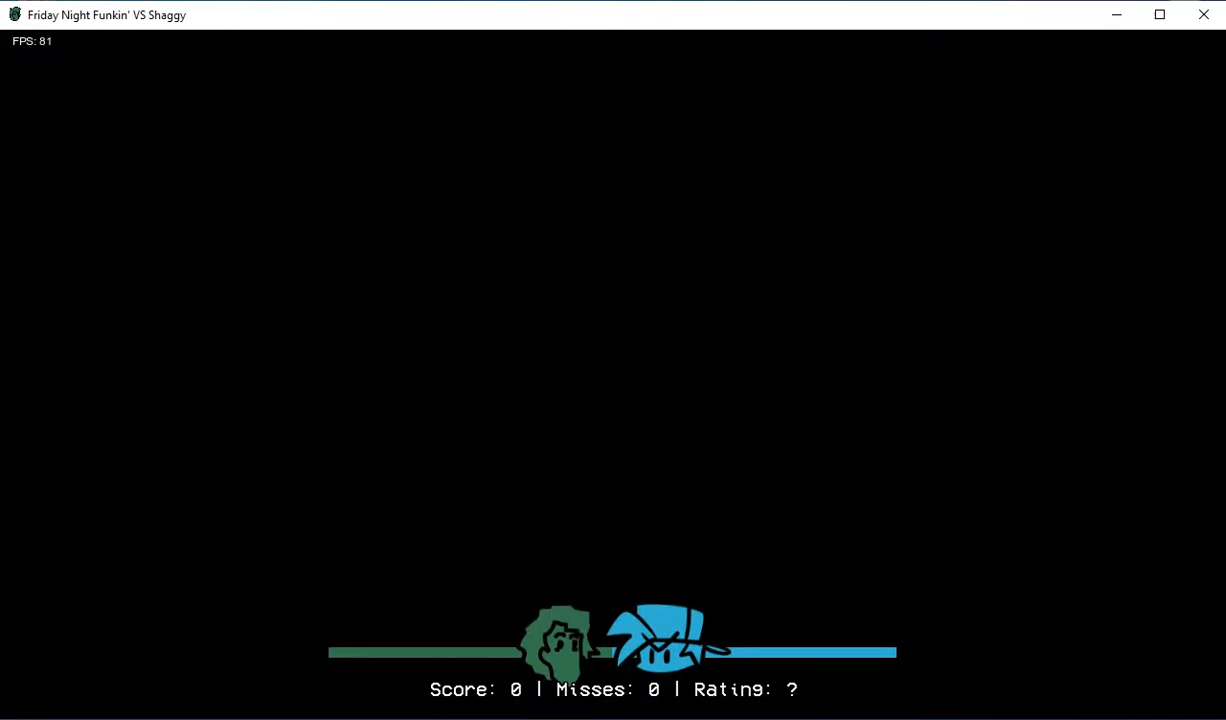 Friday Night Funkin' VS Shaggy
FPS: 81
Score: 0 | Misses: 0 | Rating: ?